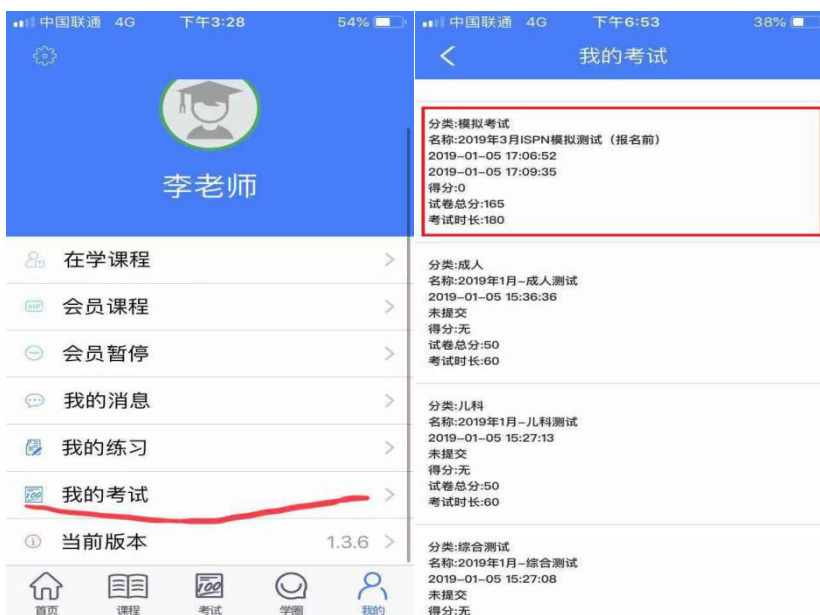 中国联通 4G 下午3:28 54%
李老师
在学课程
会员课程
VIP
会员暂停
我的消息
我的练习
我的考试
100
当前版本 1.3.6
100
首页 课程 考试 学圈 我的
中国联通 4G 下午6:53 38%
我的考试
分类:模拟考试
名称:2019年3月ISPN模拟测试（报名前）
2019-01-05 17:06:52
2019-01-05 17:09:35
得分:0
试卷总分:165
考试时长:180
分类:成人
名称:2019年1月-成人测试
2019-01-05 15:36:36
未提交
得分:无
试卷总分:50
考试时长:60
分类:儿科
名称:2019年1月-儿科测试
2019-01-05 15:27:13
未提交
得分:无
试卷总分:50
考试时长:60
分类:综合测试
名称:2019年1月-综合测试
2019-01-05 15:27:08
未提交
得分:无